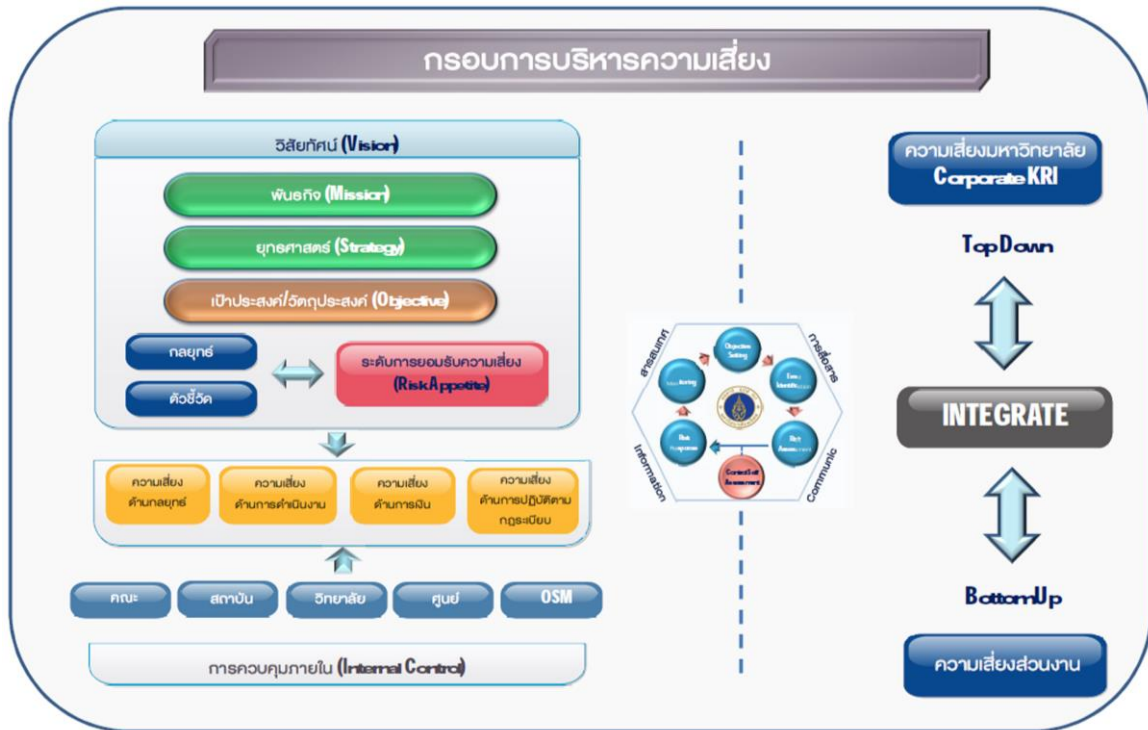 กรอบการบริหารความเสี่ยง
วิสัยทัศน์ (Vision)
พันธกิจ (Mission)
ยุทธศาสตร์ (Strategy)
เป้าประสงค์/วัตถุประสงค์ (Objective)
กลยุทธ์
ตัวชี้วัด
ระดับการยอมรับความเสี่ยง
(Risk Appetite)
ความเสี่ยง
ด้านกลยุทธ์
ความเสี่ยง
ด้านการดำเนินงาน
ความเสี่ยง
ด้านการเงิน
ความเสี่ยง
ด้านการปฏิบัติตาม
กฎระเบียบ
คณะ
สถาบัน
วิทยาลัย
ศูนย์
OSM
การควบคุมภายใน (Internal Control)
สารสนเทศ
การสื่อสาร
Objective
Setting
Event
Identification
Risk
Assessment
Control Self
Assessment
Risk
Response
Information
Communic
ความเสี่ยงมหาวิทยาลัย
Corporate KRI
Top Down
INTEGRATE
Bottom Up
ความเสี่ยงส่วนงาน